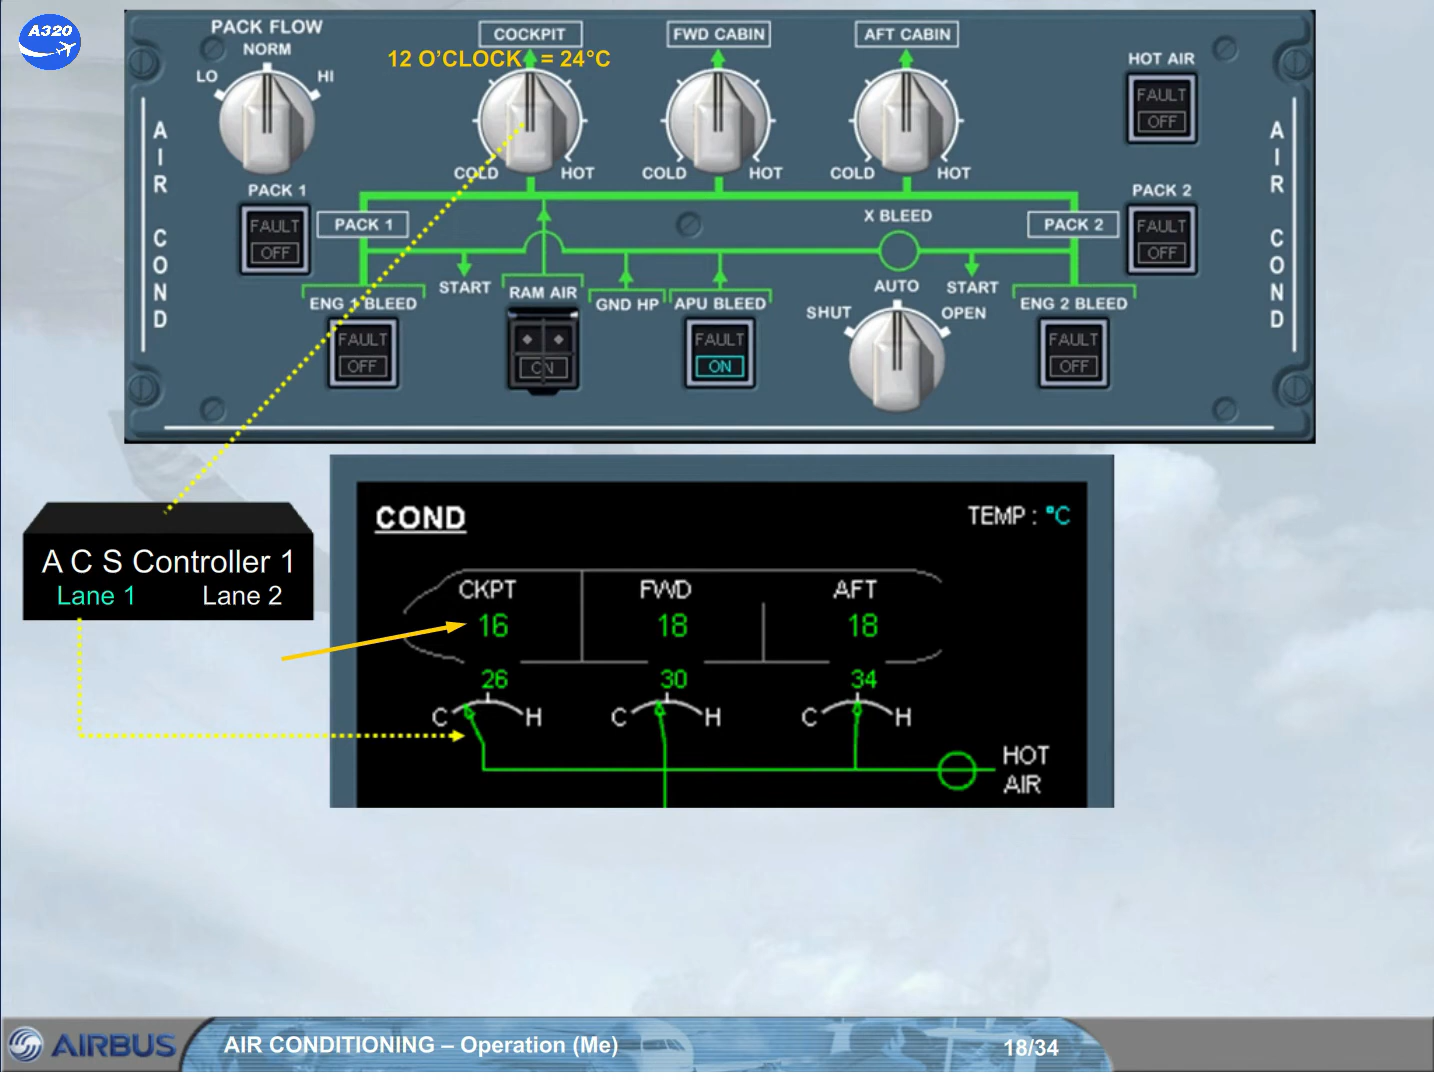 A320
PACK FLOW
NORM
LO
HI
COCKPIT
12 O'CLOCK = 24°C
COLD
HOT
FWD CABIN
COLD
HOT
AFT CABIN
COLD
HOT
HOT AIR
FAULT
OFF
AIR COND
AIR COND
PACK 1
FAULT
OFF
PACK 1
X BLEED
PACK 2
PACK 2
FAULT
OFF
START
RAM AIR
GND HP
APU BLEED
AUTO
START
SHUT
OPEN
ENG 1 BLEED
FAULT
OFF
ON
FAULT
ON
ENG 2 BLEED
FAULT
OFF
A C S Controller 1
Lane 1 Lane 2
COND
TEMP : °C
CKPT FWD AFT
16 18 18
26 30 34
C H C H C H
HOT
AIR
AIRBUS
AIR CONDITIONING – Operation (Me)
18/34